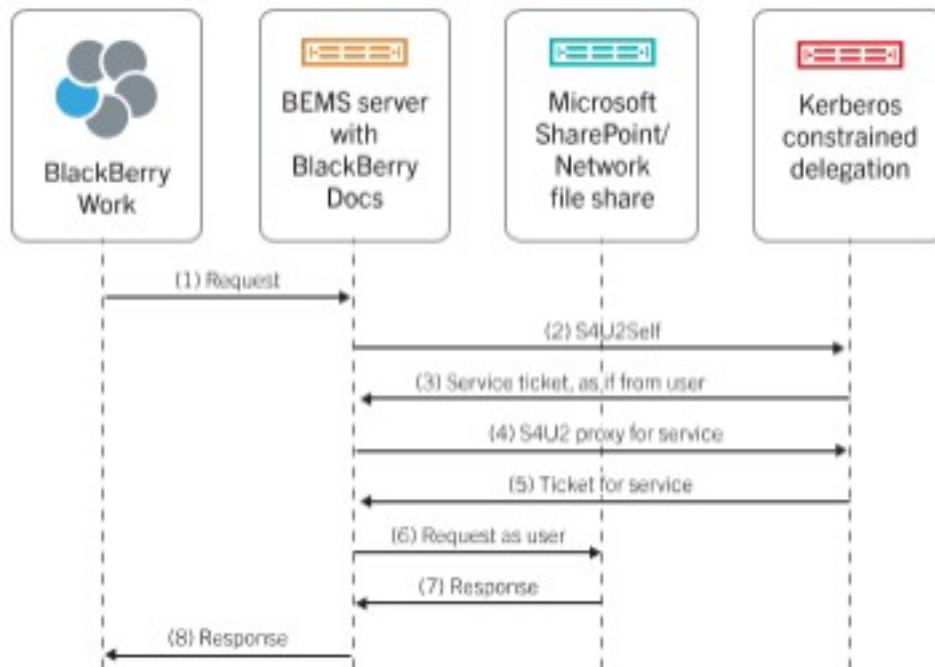 BlackBerry
Work
BEMS server
with
BlackBerry
Docs
Microsoft
SharePoint/
Network
file share
Kerberos
constrained
delegation
(1) Request
(2) S4U2Self
(3) Service ticket, as if from user
(4) S4U2 proxy for service
(5) Ticket for service
(6) Request as user
(7) Response
(8) Response